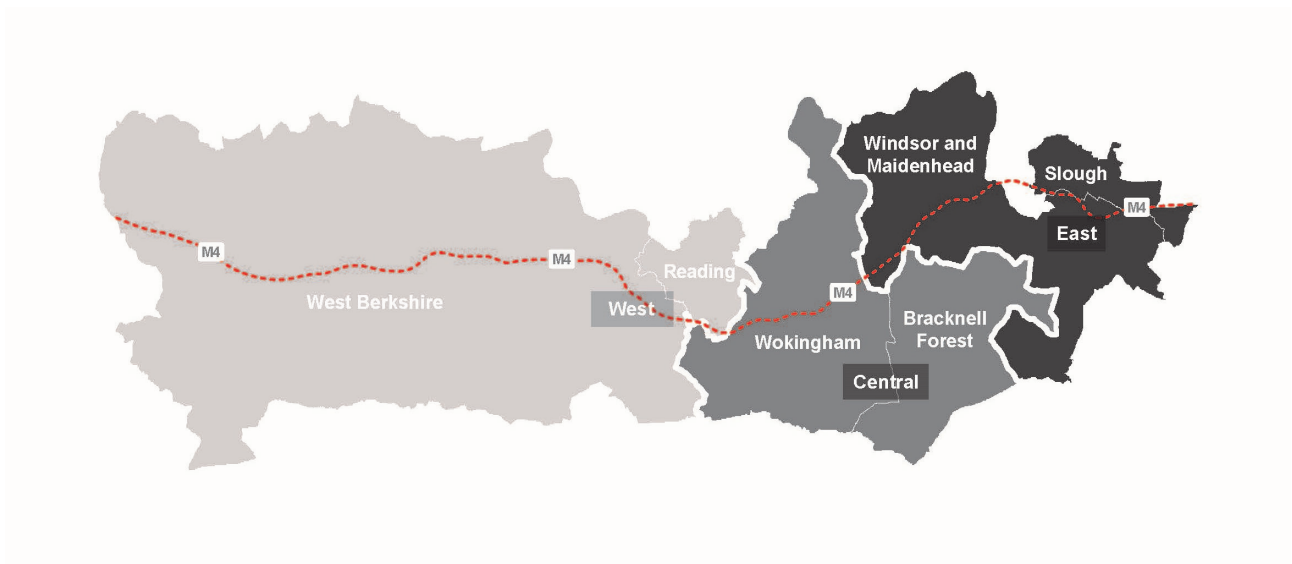 Windsor and
Maidenhead
Slough
M4
East
M4
M4
Reading
M4
West Berkshire
West
Bracknell
Forest
Wokingham
Central